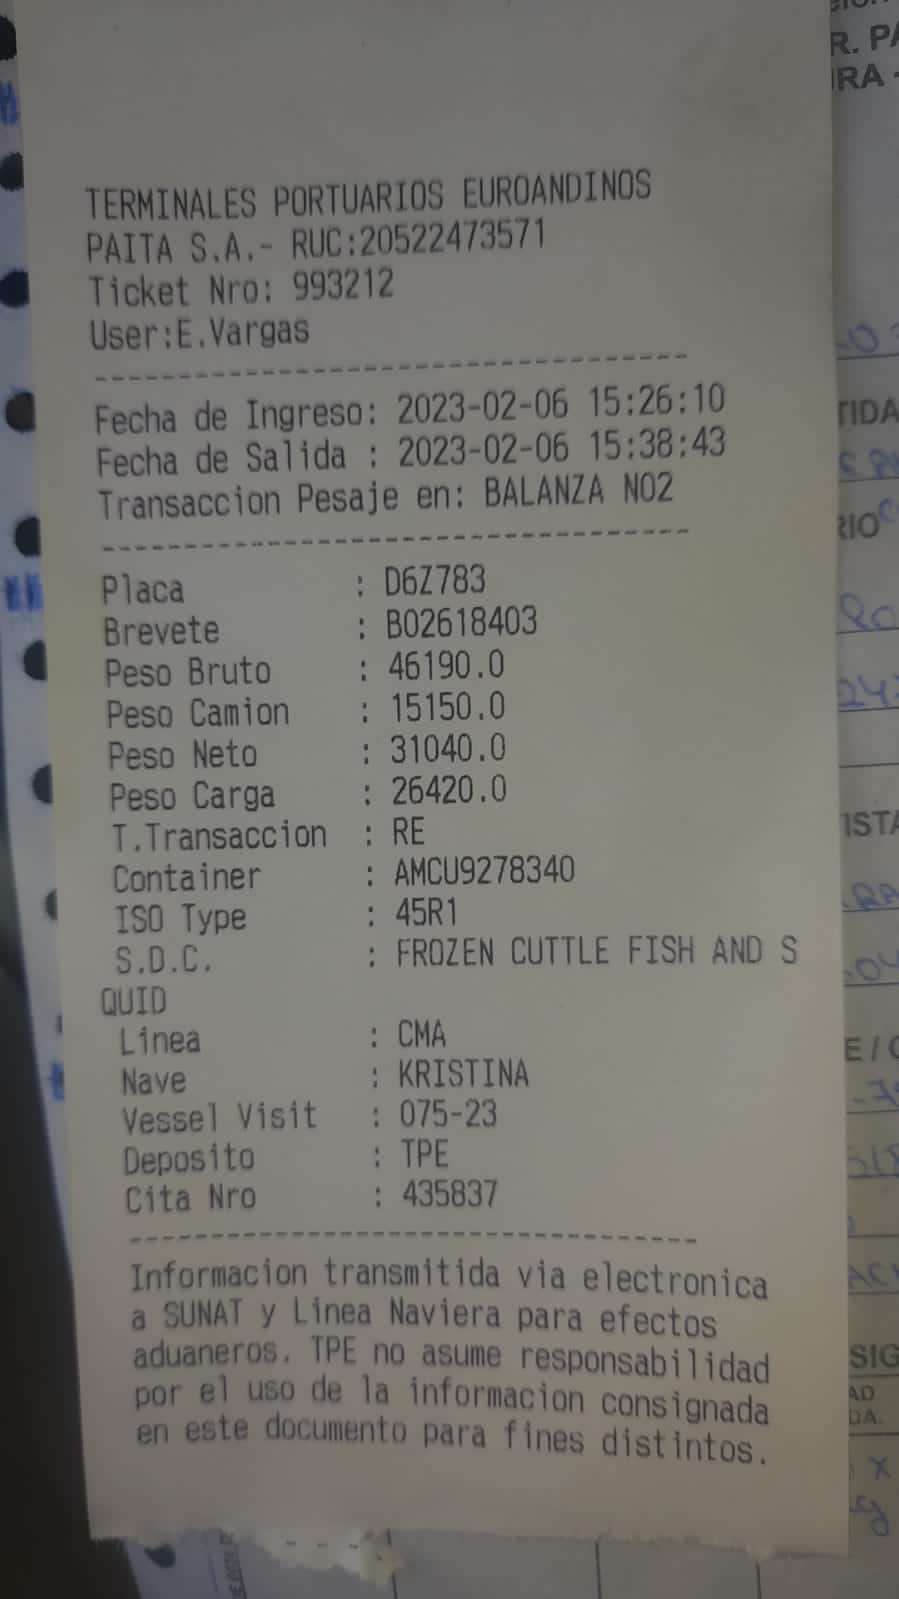 TERMINALES PORTUARIOS EUROANDINOS
PAITA S.A.- RUC:20522473571
Ticket Nro: 993212
User:E.Vargas
----------------------------------
Fecha de Ingreso: 2023-02-06 15:26:10
Fecha de Salida : 2023-02-06 15:38:43
Transaccion Pesaje en: BALANZA NO2
----------------------------------
Placa : D6Z783
Brevete : B02618403
Peso Bruto : 46190.0
Peso Camion : 15150.0
Peso Neto : 31040.0
Peso Carga : 26420.0
T.Transaccion : RE
Container : AMCU9278340
ISO Type : 45R1
S.D.C. : FROZEN CUTTLE FISH AND S
QUID
Linea : CMA
Nave : KRISTINA
Vessel Visit : 075-23
Deposito : TPE
Cita Nro : 435837
----------------------------------
Informacion transmitida via electronica
a SUNAT y Linea Naviera para efectos
aduaneros. TPE no asume responsabilidad
por el uso de la informacion consignada
en este documento para fines distintos.